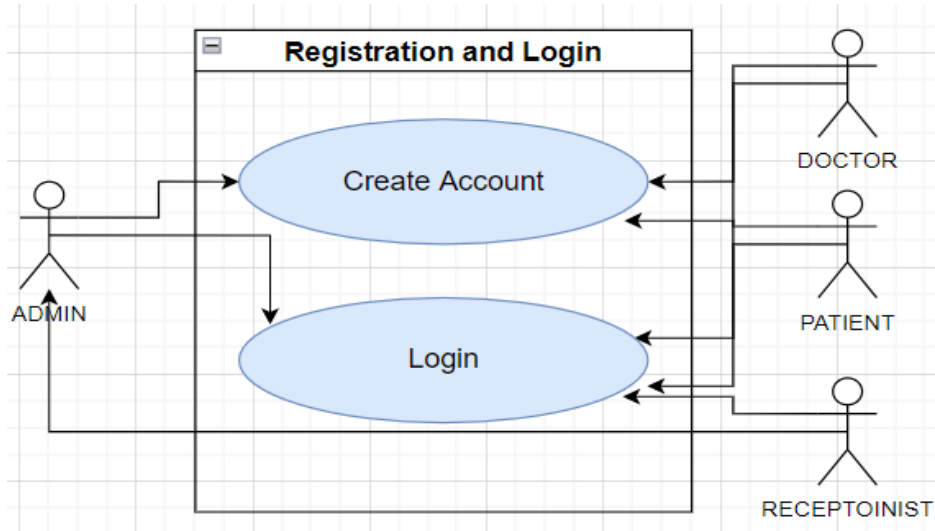 Registration and Login
Create Account
DOCTOR
ADMIN
PATIENT
Login
RECEPTOINIST